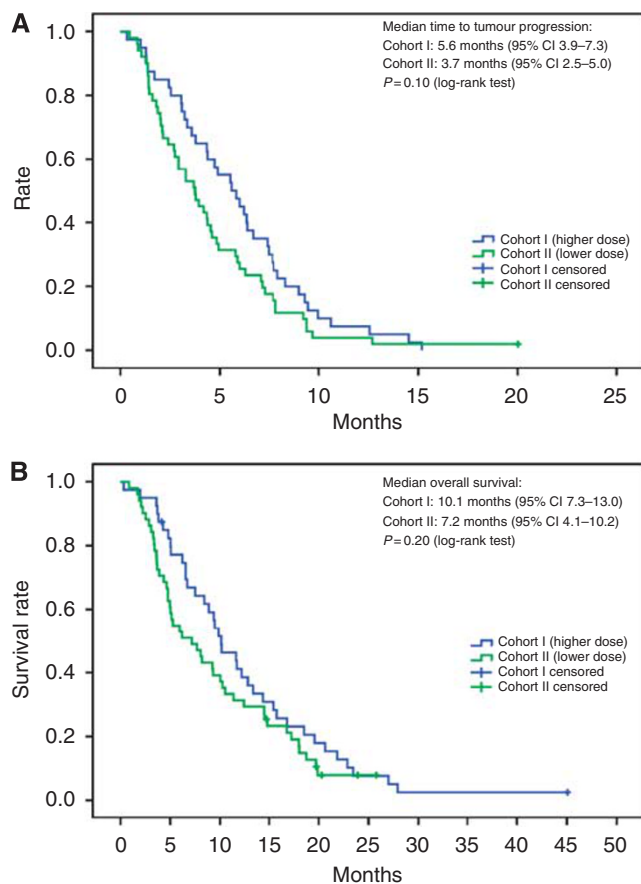 A
Median time to tumour progression:
Cohort I: 5.6 months (95% CI 3.9–7.3)
Cohort II: 3.7 months (95% CI 2.5–5.0)
P=0.10 (log-rank test)
1.0
0.8
0.6
0.4
0.2
0.0
Rate
Cohort I (higher dose)
Cohort II (lower dose)
Cohort I censored
Cohort II censored
0 5 10 15 20 25
Months
B
Median overall survival:
Cohort I: 10.1 months (95% CI 7.3–13.0)
Cohort II: 7.2 months (95% CI 4.1–10.2)
P=0.20 (log-rank test)
1.0
0.8
0.6
0.4
0.2
0.0
Survival rate
Cohort I (higher dose)
Cohort II (lower dose)
Cohort I censored
Cohort II censored
0 5 10 15 20 25 30 35 40 45 50
Months